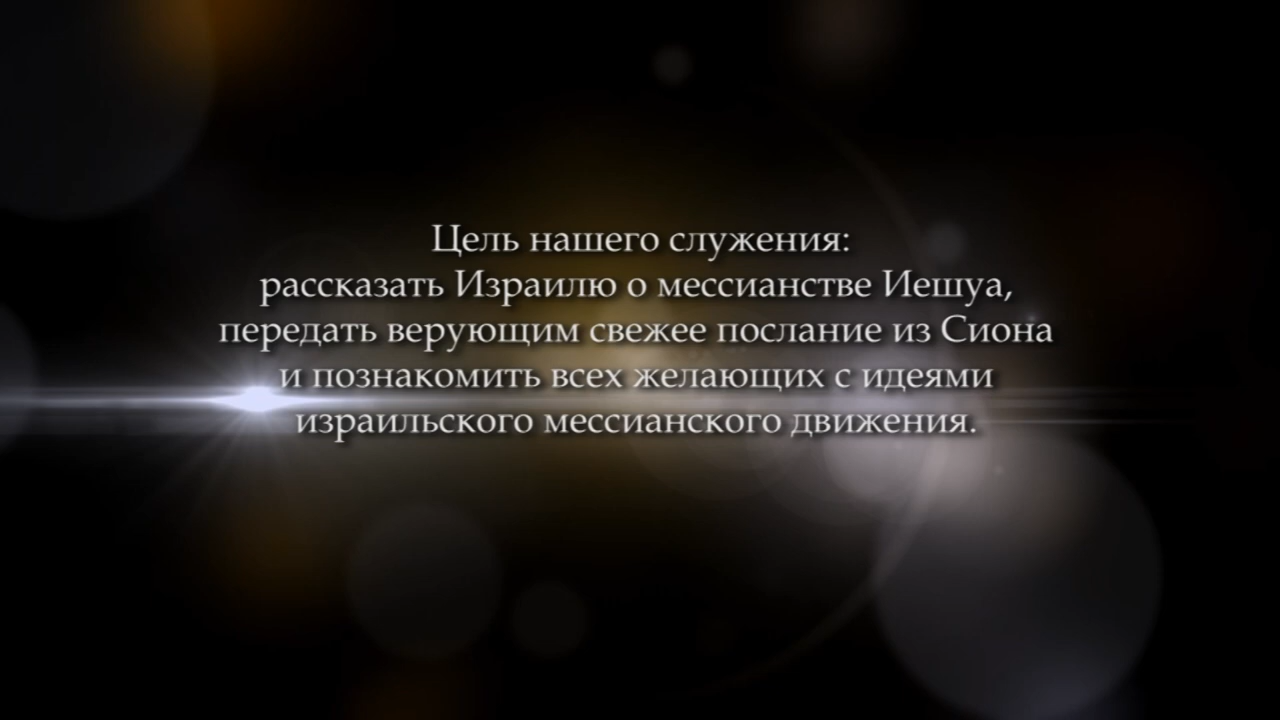 Цель нашего служения:
рассказать Израилю о мессианстве Иешуа,
передать верующим свежее послание из Сиона
и познакомить всех желающих с идеями
израильского мессианского движения.